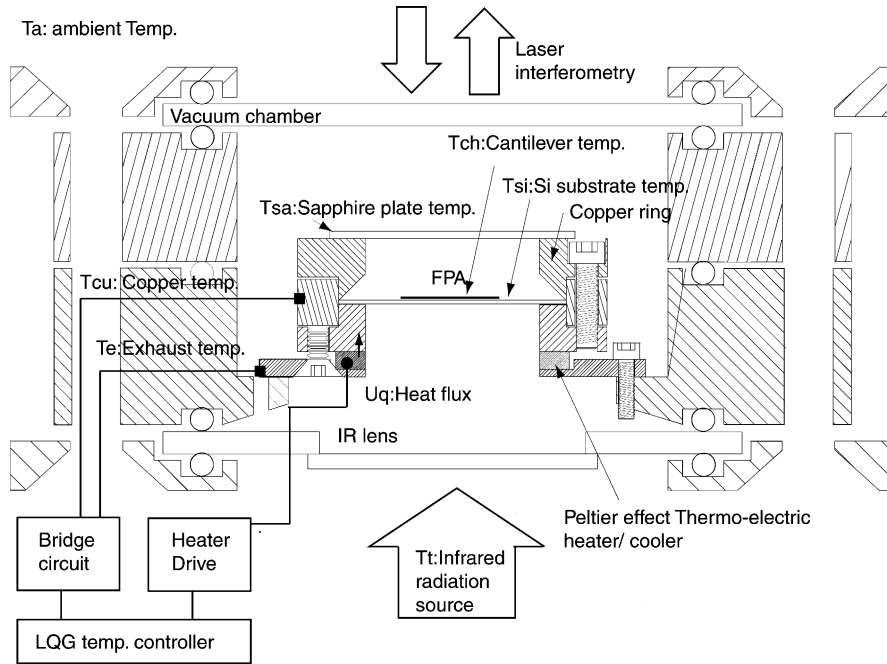 Ta: ambient Temp.
Laser
interferometry
Vacuum chamber
Tch:Cantilever temp.
Tsi:Si substrate temp.
Tsa:Sapphire plate temp.
Copper ring
FPA
Tcu: Copper temp.
Te:Exhaust temp.
Uq:Heat flux
IR lens
Peltier effect Thermo-electric
heater/ cooler
Bridge
circuit
Heater
Drive
Tt:Infrared
radiation
source
LQG temp. controller